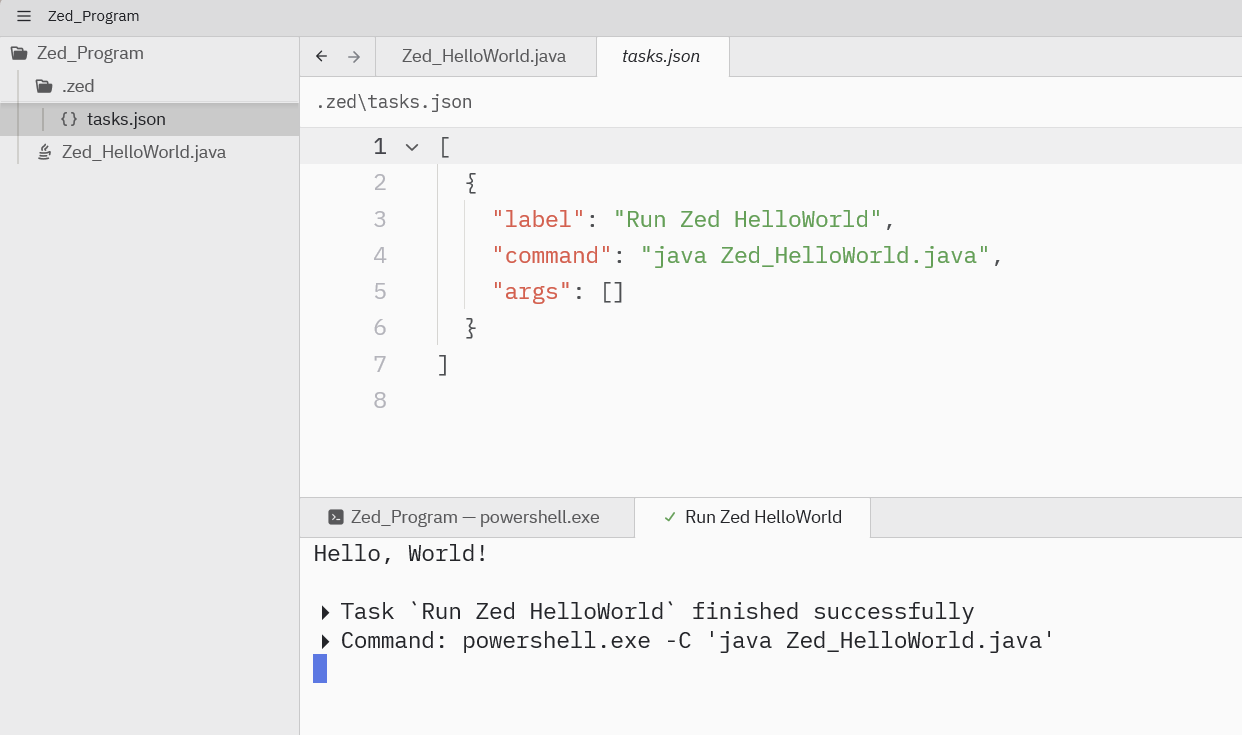 Zed_Program
Zed_Program
.zed
{} tasks.json
Zed_HelloWorld.java
Zed_HelloWorld.java
tasks.json
.zed\tasks.json
1 [
2 {
3 "label": "Run Zed HelloWorld",
4 "command": "java Zed_HelloWorld.java",
5 "args": []
6 }
7 ]
8
Zed_Program — powershell.exe
Run Zed HelloWorld
Hello, World!
Task `Run Zed HelloWorld` finished successfully
Command: powershell.exe -C 'java Zed_HelloWorld.java'